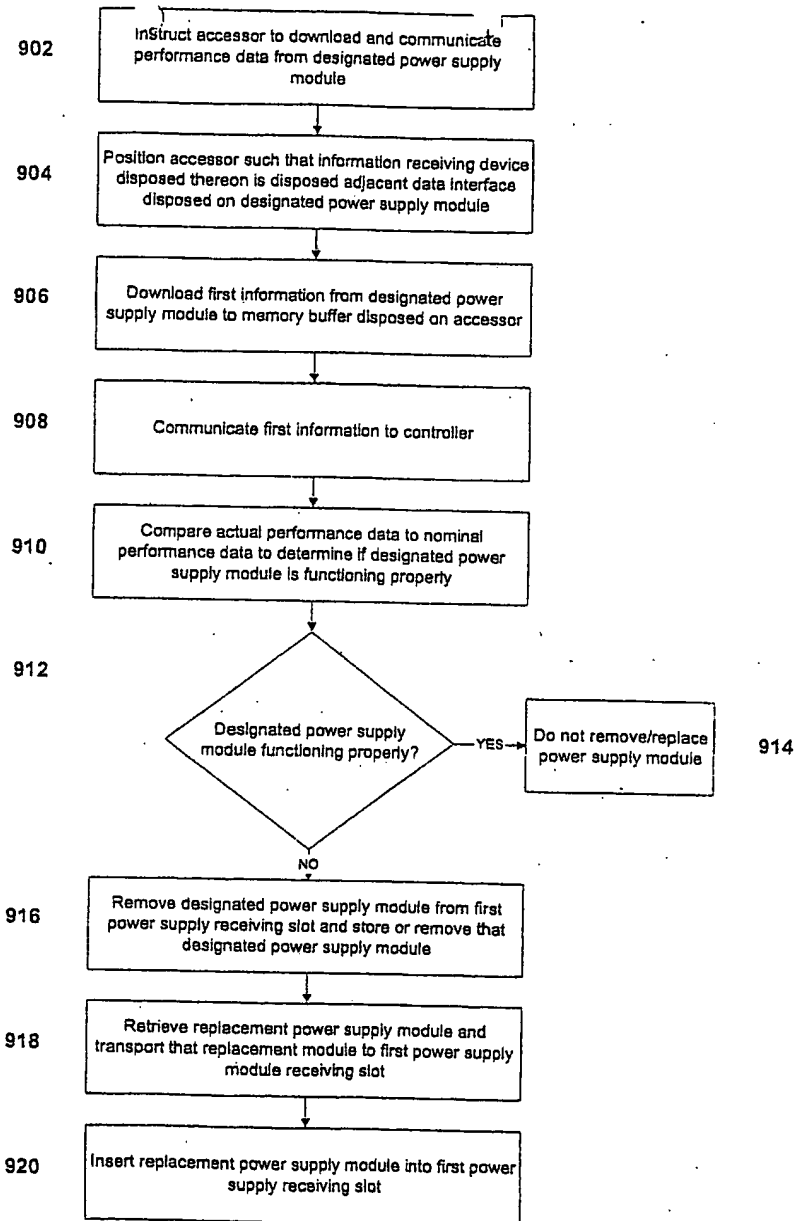 902
Instruct accessor to download and communicate
performance data from designated power supply
module
904
Position accessor such that information receiving device
disposed thereon is disposed adjacent data interface
disposed on designated power supply module
906
Download first information from designated power
supply module to memory buffer disposed on accessor
908
Communicate first information to controller
910
Compare actual performance data to nominal
performance data to determine if designated power
supply module is functioning properly
912
Designated power supply
module functioning properly?
YES
Do not remove/replace
power supply module
914
NO
916
Remove designated power supply module from first
power supply receiving slot and store or remove that
designated power supply module
918
Retrieve replacement power supply module and
transport that replacement module to first power supply
module receiving slot
920
Insert replacement power supply module into first power
supply receiving slot